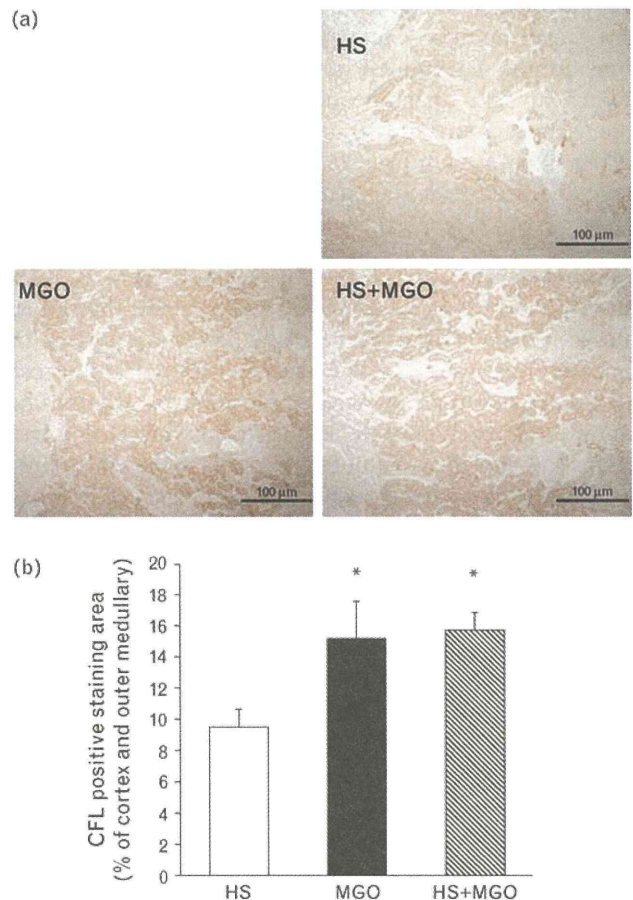 (a)
HS
100 µm
MGO
100 µm
HS+MGO
100 µm
(b)
CFL positive staining area
(% of cortex and outer medullary)
20
18
16
14
12
10
8
6
4
2
0
*
*
HS
MGO
HS+MGO